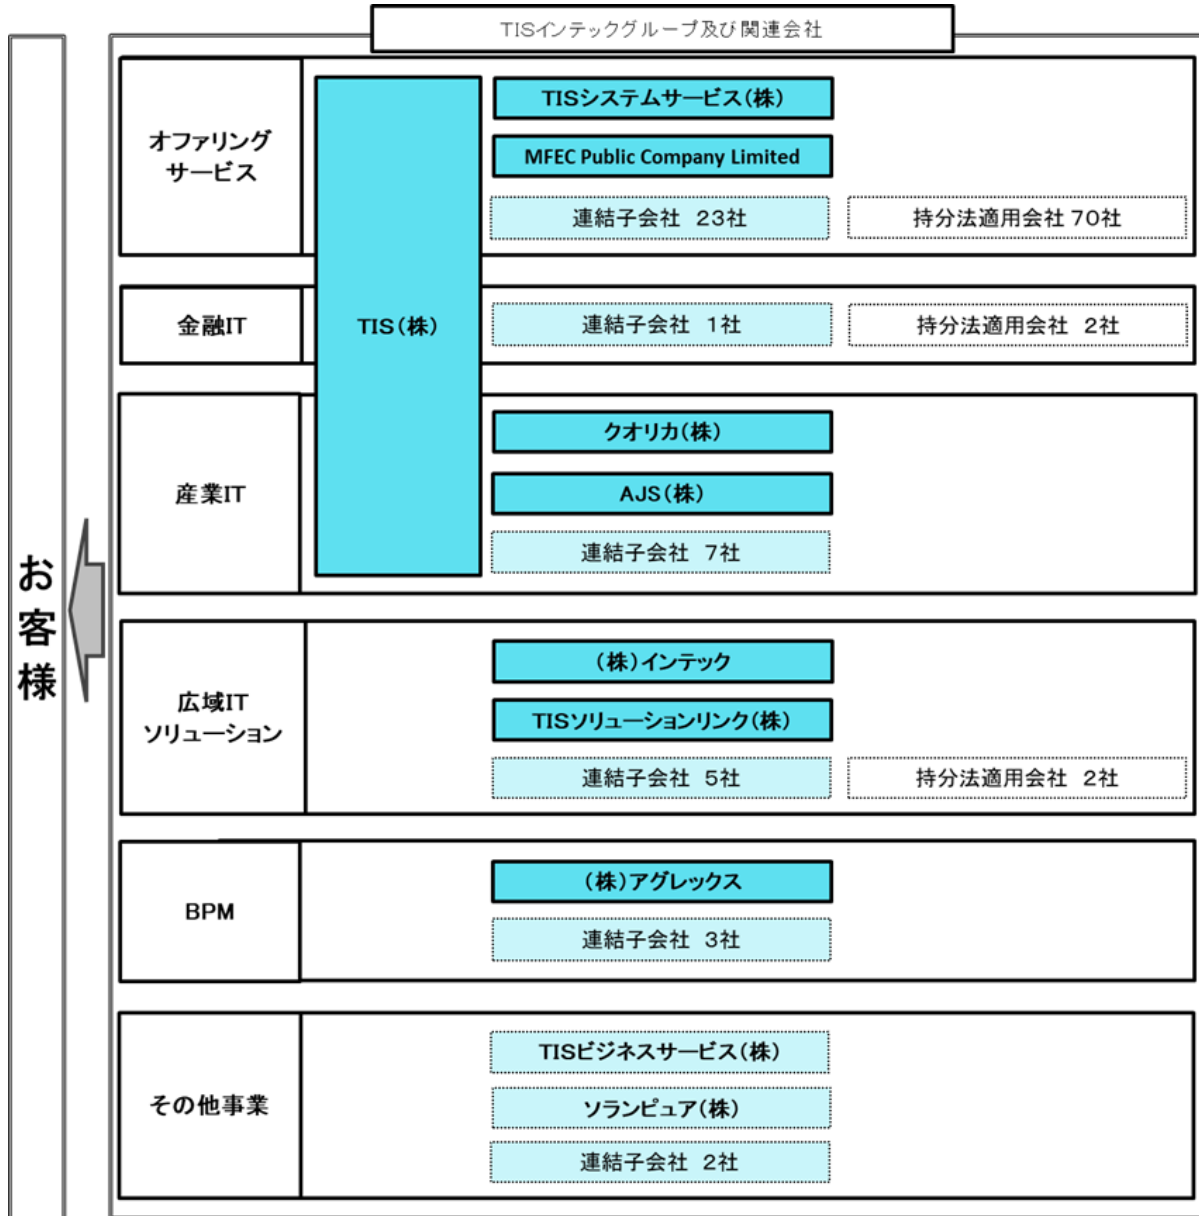 TISインテックグループ及び関連会社
お客様
オファリング
サービス
TIS(株)
TISシステムサービス(株)
MFEC Public Company Limited
連結子会社 23社
持分法適用会社 70社
金融IT
連結子会社 1社
持分法適用会社 2社
産業IT
クオリカ(株)
AJS(株)
連結子会社 7社
広域IT
ソリューション
(株)インテック
TISソリューションリンク(株)
連結子会社 5社
持分法適用会社 2社
BPM
(株)アグレックス
連結子会社 3社
その他事業
TISビジネスサービス(株)
ソランピュア(株)
連結子会社 2社